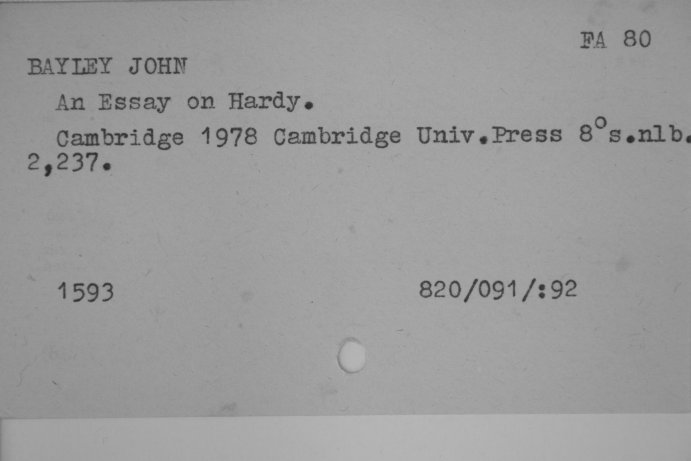 FA 80
BAYLEY JOHN
An Essay on Hardy.
Cambridge 1978 Cambridge Univ.Press 8°s.nlb.
2,237.
1593 820/091/:92